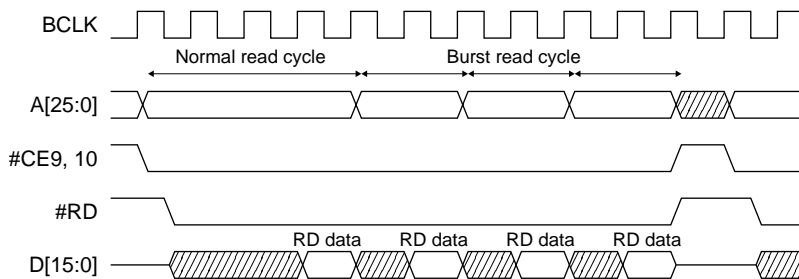 BCLK
Normal read cycle Burst read cycle
A[25:0]
#CE9, 10
#RD
RD data RD data RD data RD data
D[15:0]